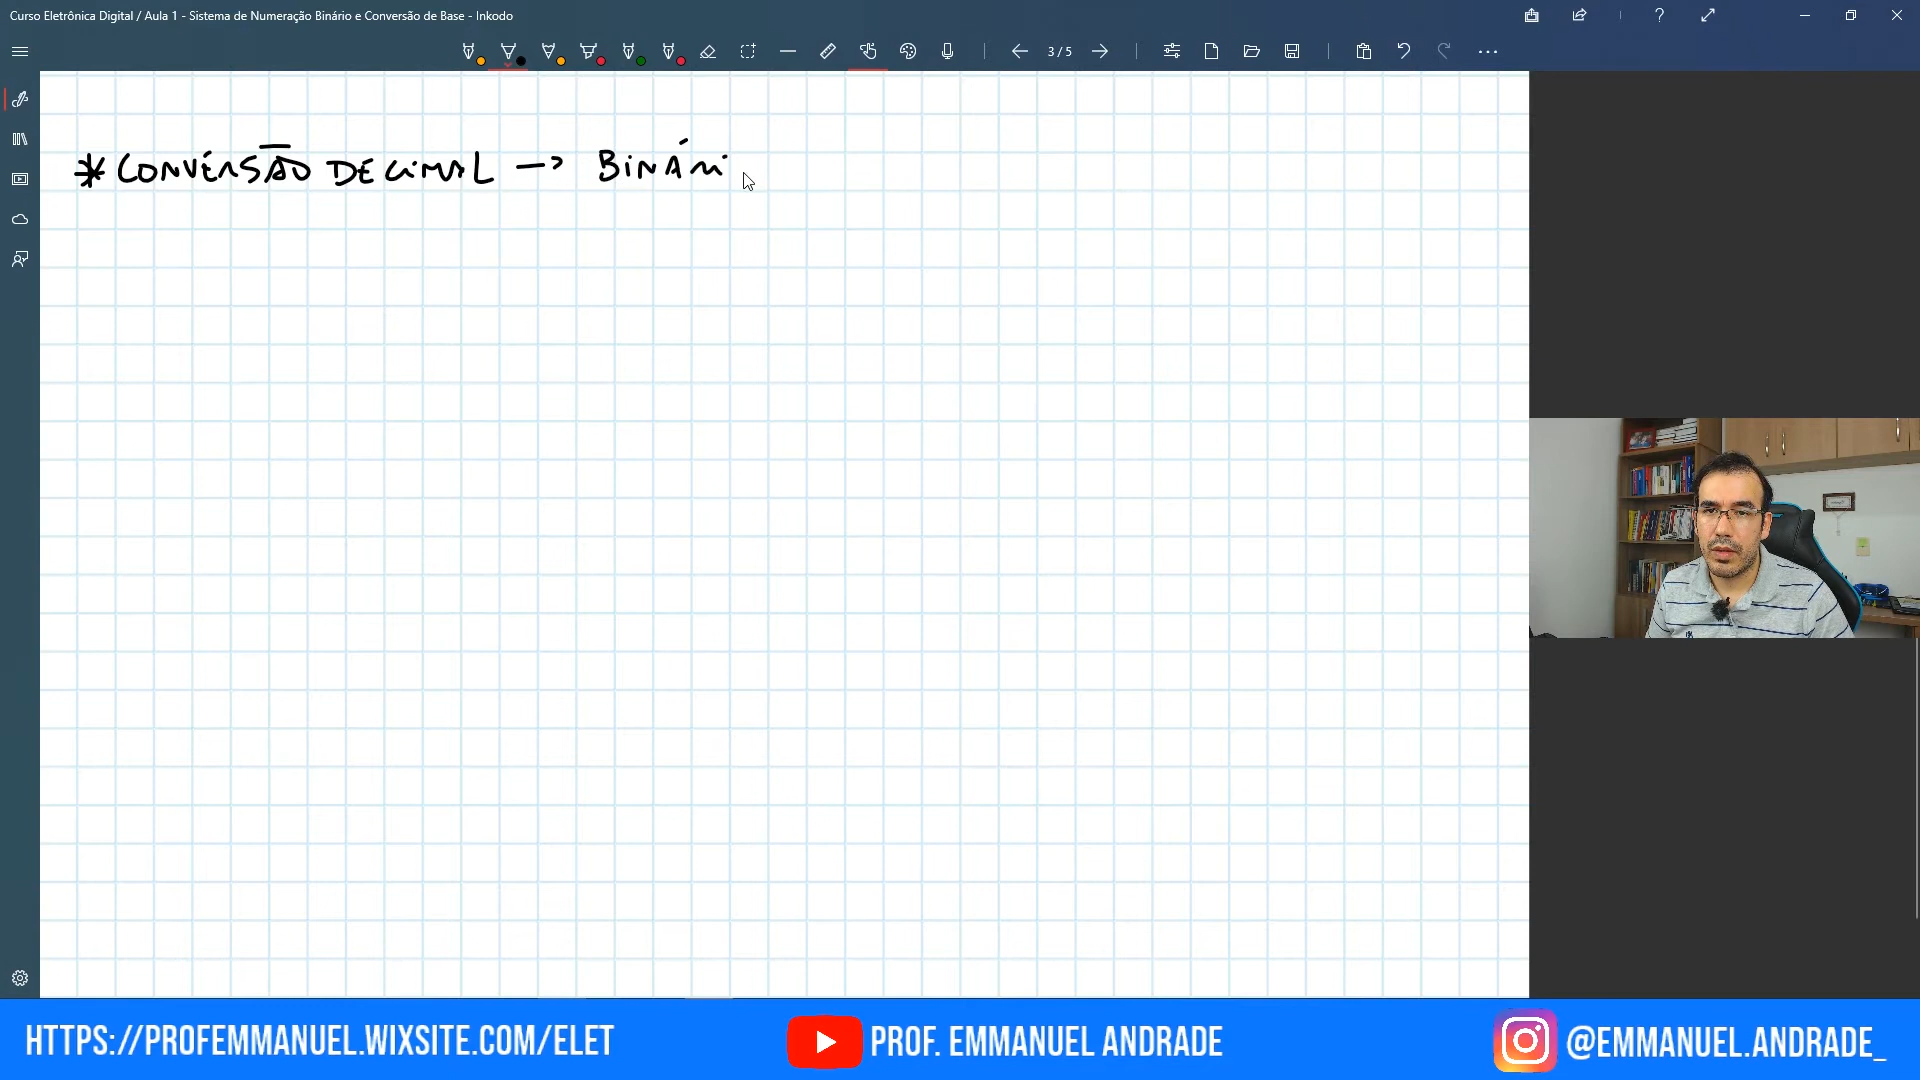 Curso Eletrônica Digital / Aula 1 - Sistema de Numeração Binário e Conversão de Base - Inkodo
3 / 5
* CONVERSÃO DECIMAL -> BINÁRI
HTTPS://PROFEMMANUEL.WIXSITE.COM/ELET
PROF. EMMANUEL ANDRADE
@EMMANUEL.ANDRADE_